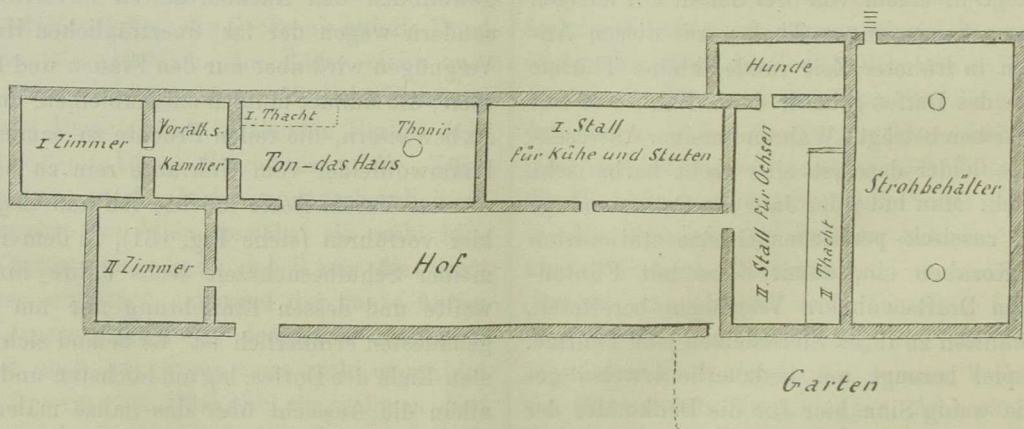 Hunde
I Zimmer
Vorraths-
Kammer
I. Thacht
Thonir
Ton-das Haus
I. Stall
für Kühe und Stuten
II. Stall für Ochsen
II Thacht
Strohbehälter
II Zimmer
Hof
Garten